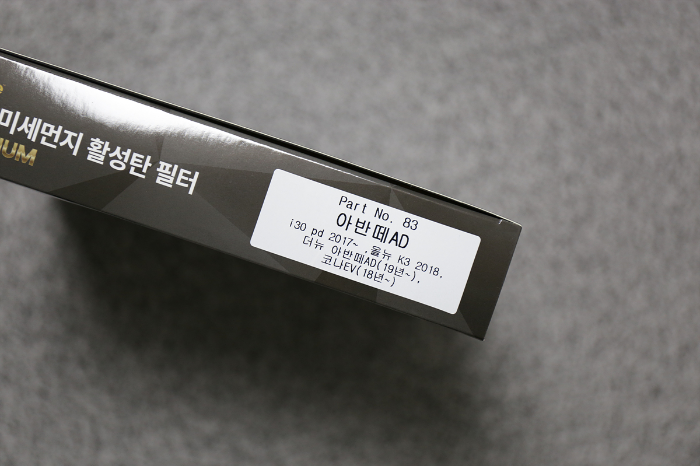 미세먼지 활성탄 필터
Part No. 83
아반떼AD
i30 pd 2017~ ,올뉴 K3 2018.
더뉴 아반떼AD(19년~),
코나EV(18년~)